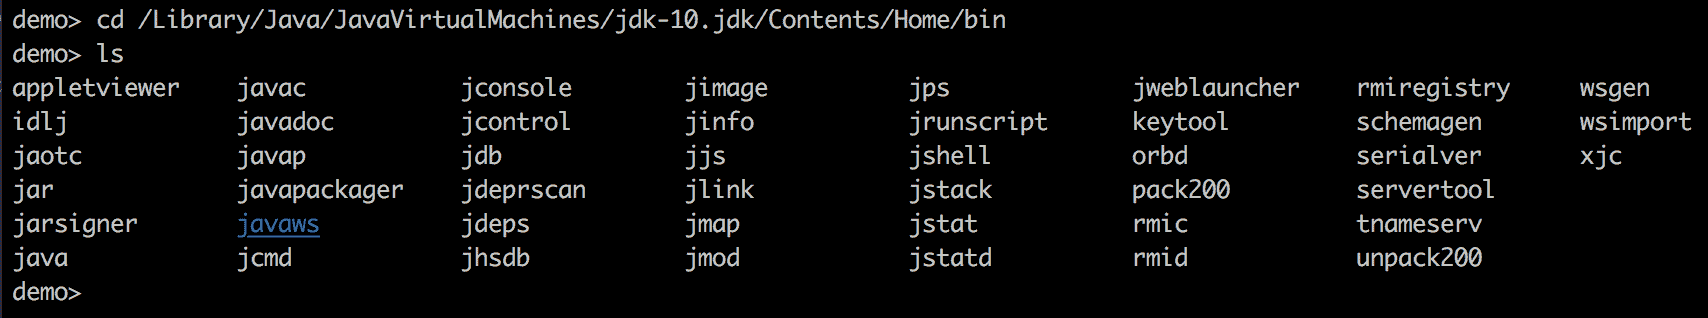 demo> cd /Library/Java/JavaVirtualMachines/jdk-10.jdk/Contents/Home/bin
demo> ls
appletviewer javac jconsole jimage jps jweblauncher rmiregistry wsgen
idlj javadoc jcontrol jinfo jrunscript keytool schemagen wsimport
jaotc javap jdb jjs jshell orbd serialver xjc
jar javapackager jdeprscan jlink jstack pack200 servertool
jarsigner javaws jdeps jmap jstat rmic tnameserv
java jcmd jhsdb jmod jstatd rmid unpack200
demo>